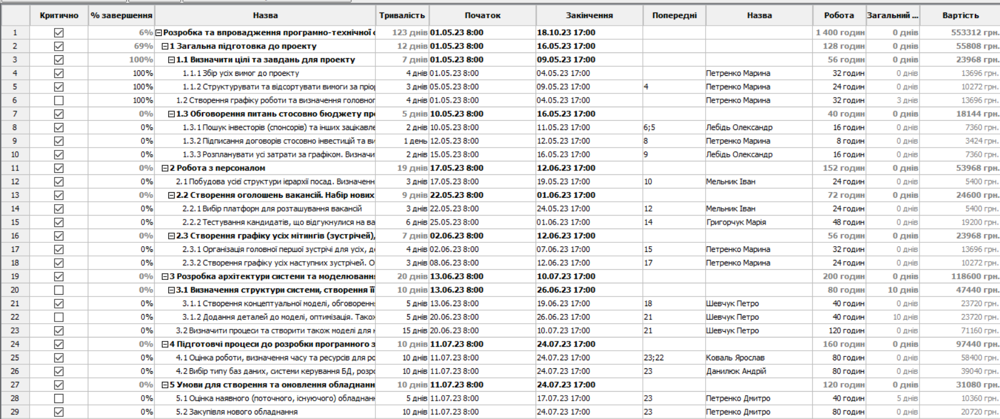 Критично % завершення Назва Тривалість Початок Закінчення Попередні Назва Робота Загальний ... Вартість
1 6% Розробка та впровадження програмно-технічної 123 днів 01.05.23 8:00 18.10.23 17:00 1 400 годин 0 днів 553312 грн.
2 69% 1 Загальна підготовка до проекту 12 днів 01.05.23 8:00 16.05.23 17:00 128 годин 0 днів 55808 грн.
3 100% 1.1 Визначити цілі та завдань для проекту 7 днів 01.05.23 8:00 09.05.23 17:00 56 годин 0 днів 23968 грн.
4 100% 1.1.1 Збір усіх вимог до проекту 4 днів 01.05.23 8:00 04.05.23 17:00 Петренко Марина 32 годин 0 днів 13696 грн.
5 100% 1.1.2 Структурувати та відсортувати вимоги за пріор 3 днів 05.05.23 8:00 09.05.23 17:00 4 Петренко Марина 24 годин 0 днів 10272 грн.
6 100% 1.2 Створення графіку роботи та визначення головног 4 днів 01.05.23 8:00 04.05.23 17:00 Петренко Марина 32 годин 3 днів 13696 грн.
7 0% 1.3 Обговорення питань стосовно бюджету пр 5 днів 10.05.23 8:00 16.05.23 17:00 40 годин 0 днів 18144 грн.
8 0% 1.3.1 Пошук інвесторів (спонсорів) та інших зацікавле 2 днів 10.05.23 8:00 11.05.23 17:00 6;5 Лебідь Олександр 16 годин 0 днів 7360 грн.
9 0% 1.3.2 Підписання договорів стосовно інвестицій та ви 1 день 12.05.23 8:00 12.05.23 17:00 8 Петренко Марина 8 годин 0 днів 3424 грн.
10 0% 1.3.3 Розпланувати усі затрати за графіком. Визначи 2 днів 15.05.23 8:00 16.05.23 17:00 9 Лебідь Олександр 16 годин 0 днів 7360 грн.
11 0% 2 Робота з персоналом 19 днів 17.05.23 8:00 12.06.23 17:00 152 годин 0 днів 53968 грн.
12 0% 2.1 Побудова усієї структури ієрархії посад. Визначенн 3 днів 17.05.23 8:00 19.05.23 17:00 10 Мельник Іван 24 годин 0 днів 5400 грн.
13 0% 2.2 Створення оголошень вакансій. Набір нових 9 днів 22.05.23 8:00 01.06.23 17:00 72 годин 0 днів 24600 грн.
14 0% 2.2.1 Вибір платформ для розташування вакансій 3 днів 22.05.23 8:00 24.05.23 17:00 12 Мельник Іван 24 годин 0 днів 5400 грн.
15 0% 2.2.2 Тестування кандидатів, що відгукнулися на ва 6 днів 25.05.23 8:00 01.06.23 17:00 14 Григорчук Марія 48 годин 0 днів 19200 грн.
16 0% 2.3 Створення графіку усіх мітингів (зустрічей), 7 днів 02.06.23 8:00 12.06.23 17:00 56 годин 0 днів 23968 грн.
17 0% 2.3.1 Організація головної першої зустрічі для усіх, д 4 днів 02.06.23 8:00 07.06.23 17:00 15 Петренко Марина 32 годин 0 днів 13696 грн.
18 0% 2.3.2 Створення графіку усіх наступних зустрічей. О 3 днів 08.06.23 8:00 12.06.23 17:00 17 Петренко Марина 24 годин 0 днів 10272 грн.
19 0% 3 Розробка архітектури системи та моделюванн 20 днів 13.06.23 8:00 10.07.23 17:00 200 годин 0 днів 118600 грн.
20 0% 3.1 Визначення структури системи, створення її 10 днів 13.06.23 8:00 26.06.23 17:00 80 годин 10 днів 47440 грн.
21 0% 3.1.1 Створення концептуальної моделі, обговоренн 5 днів 13.06.23 8:00 19.06.23 17:00 18 Шевчук Петро 40 годин 0 днів 23720 грн.
22 0% 3.1.2 Додання деталей до моделі, оптимізація. Також 5 днів 20.06.23 8:00 26.06.23 17:00 21 Шевчук Петро 40 годин 10 днів 23720 грн.
23 0% 3.2 Визначити процеси та створити також моделі для 15 днів 20.06.23 8:00 10.07.23 17:00 21 Шевчук Петро 120 годин 0 днів 71160 грн.
24 0% 4 Підготовчі процеси до розробки програмного з 10 днів 11.07.23 8:00 24.07.23 17:00 160 годин 0 днів 97440 грн.
25 0% 4.1 Оцінка роботи, визначення часу та ресурсів для ро 10 днів 11.07.23 8:00 24.07.23 17:00 23;22 Коваль Ярослав 80 годин 0 днів 58400 грн.
26 0% 4.2 Вибір типу баз даних, системи керування БД, розро 10 днів 11.07.23 8:00 24.07.23 17:00 23 Данилюк Андрій 80 годин 0 днів 39040 грн.
27 0% 5 Умови для створення та оновлення обладнанн 10 днів 11.07.23 8:00 24.07.23 17:00 120 годин 0 днів 31080 грн.
28 0% 5.1 Оцінка наявного (поточного, існуючого) обладнан 5 днів 11.07.23 8:00 17.07.23 17:00 23 Петренко Дмитро 40 годин 5 днів 10360 грн.
29 0% 5.2 Закупівля нового обладнання 10 днів 11.07.23 8:00 24.07.23 17:00 23 Петренко Дмитро 80 годин 0 днів 20720 грн.